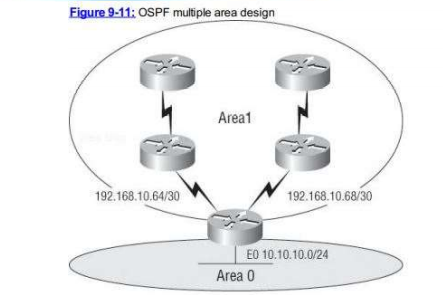 Figure 9-11: OSPF multiple area design
Area1
192.168.10.64/30
192.168.10.68/30
E0 10.10.10.0/24
Area 0